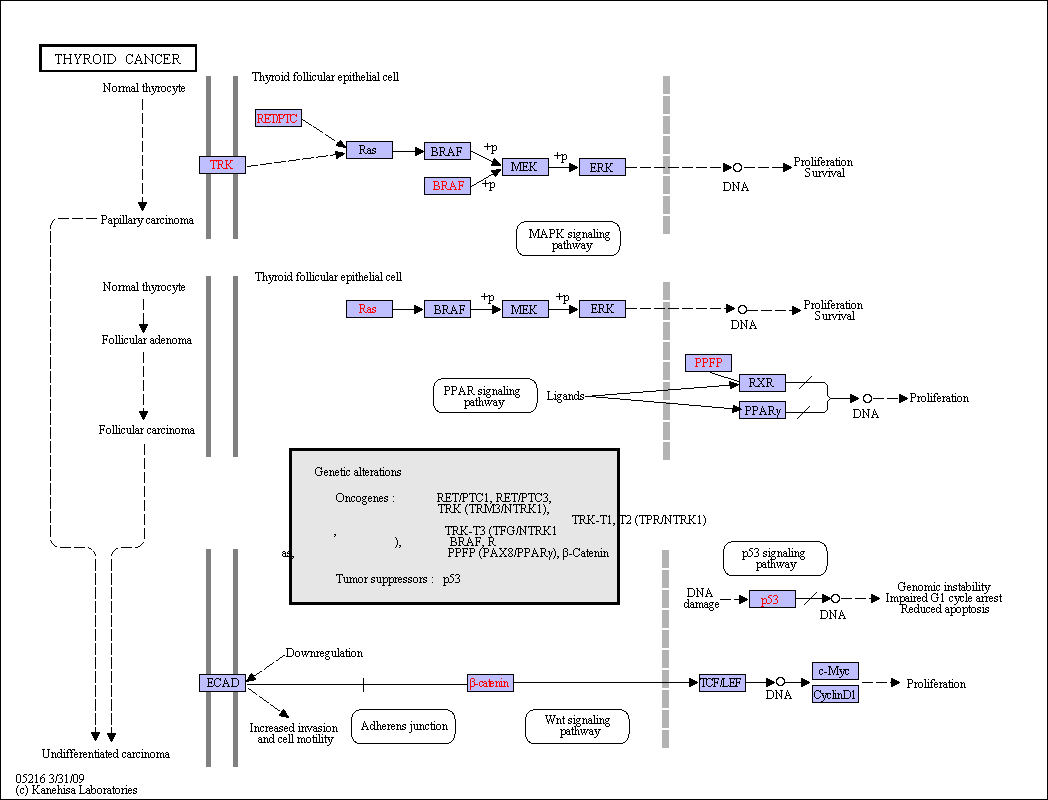 THYROID CANCER
Thyroid follicular epithelial cell
Normal thyrocyte
RET/PTC
TRK
Ras
BRAF
+p
MEK
+p
ERK
BRAF
+p
DNA
Proliferation
Survival
Papillary carcinoma
MAPK signaling
pathway
Thyroid follicular epithelial cell
Normal thyrocyte
Ras
BRAF
+p
MEK
+p
ERK
DNA
Proliferation
Survival
Follicular adenoma
PPFP
RXR
PPAR signaling
pathway
Ligands
PPARγ
DNA
Proliferation
Follicular carcinoma
Genetic alterations
Oncogenes : RET/PTC1, RET/PTC3,
TRK (TRM3/NTRK1),
TRK-T1, T2 (TPR/NTRK1)
, TRK-T3 (TFG/NTRK1
), BRAF, R
as, PPFP (PAX8/PPARγ), β-Catenin
Tumor suppressors : p53
p53 signaling
pathway
DNA
damage
p53
DNA
Genomic instability
Impaired G1 cycle arrest
Reduced apoptosis
Downregulation
ECAD
β-catenin
TCF/LEF
DNA
c-Myc
CyclinD1
Proliferation
Increased invasion
and cell motility
Adherens junction
Wnt signaling
pathway
Undifferentiated carcinoma
05216 3/31/09
(c) Kanehisa Laboratories